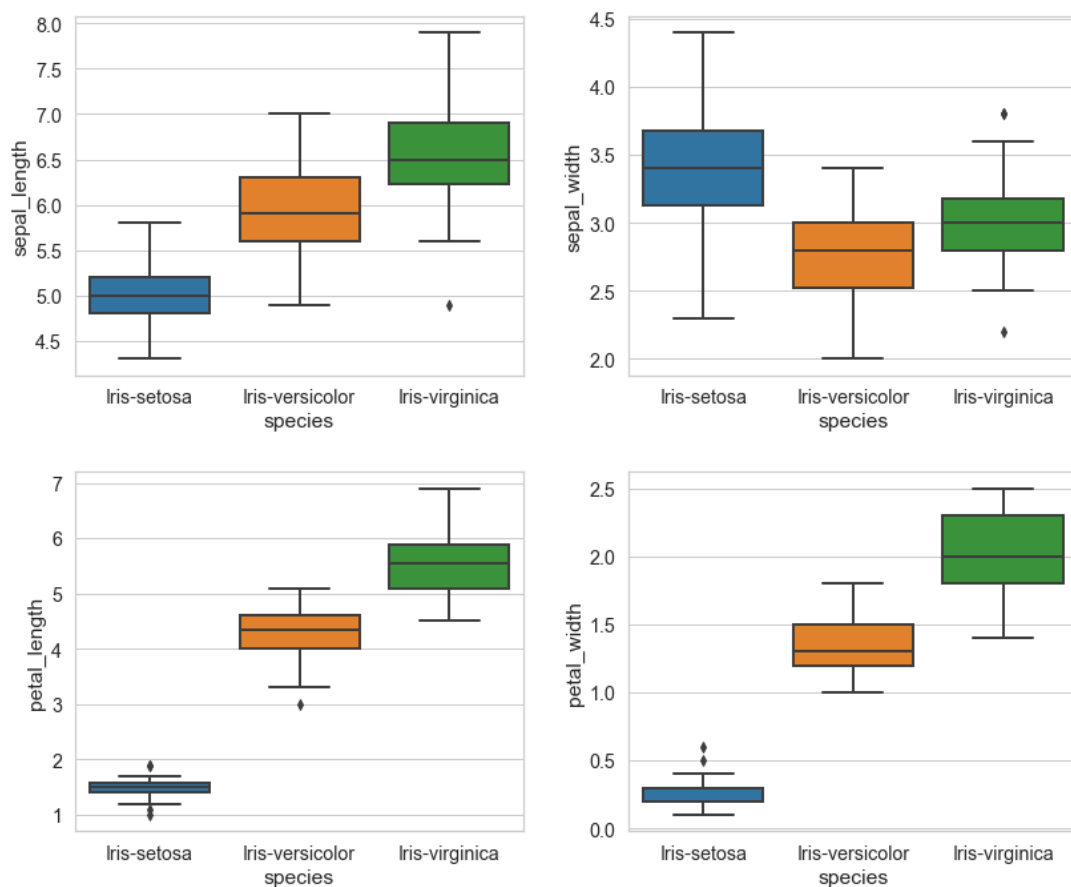 sepal_length
8.0
7.5
7.0
6.5
6.0
5.5
5.0
4.5
Iris-setosa Iris-versicolor Iris-virginica
species
sepal_width
4.5
4.0
3.5
3.0
2.5
2.0
Iris-setosa Iris-versicolor Iris-virginica
species
petal_length
7
6
5
4
3
2
1
Iris-setosa Iris-versicolor Iris-virginica
species
petal_width
2.5
2.0
1.5
1.0
0.5
0.0
Iris-setosa Iris-versicolor Iris-virginica
species